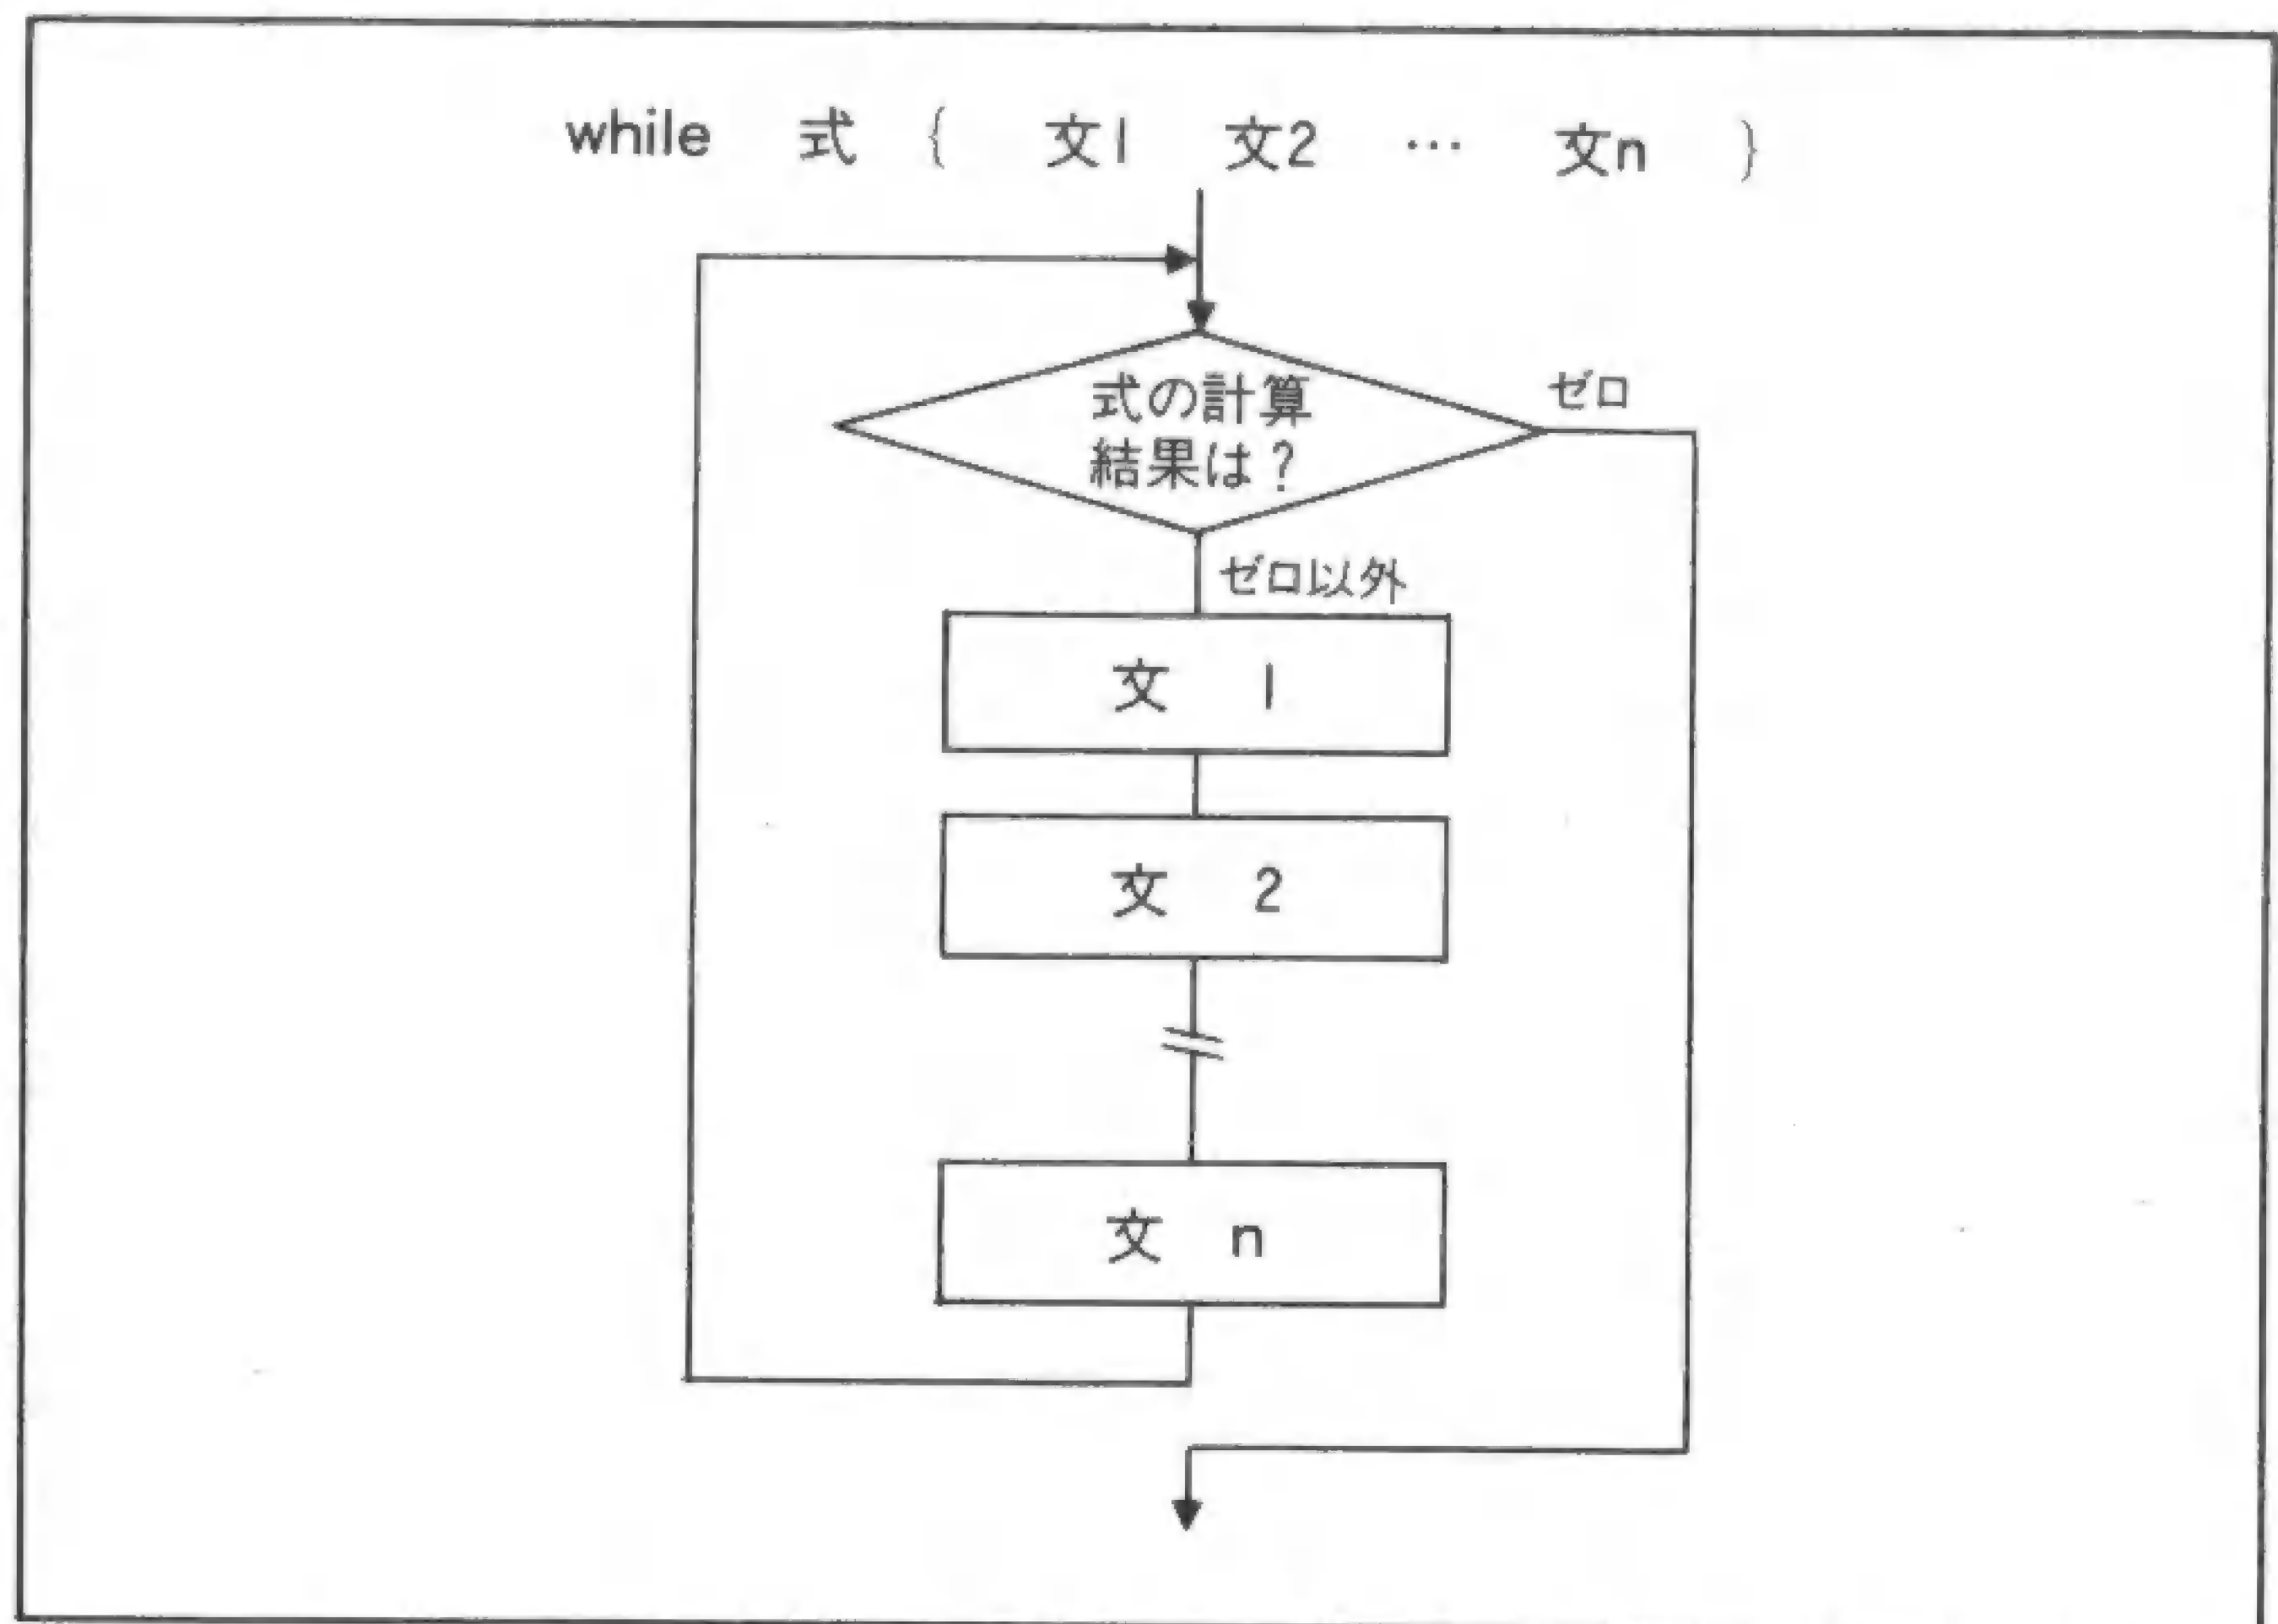 while 式 { 文1 文2 … 文n }
式の計算
結果は?
ゼロ
ゼロ以外
文 1
文 2
文 n